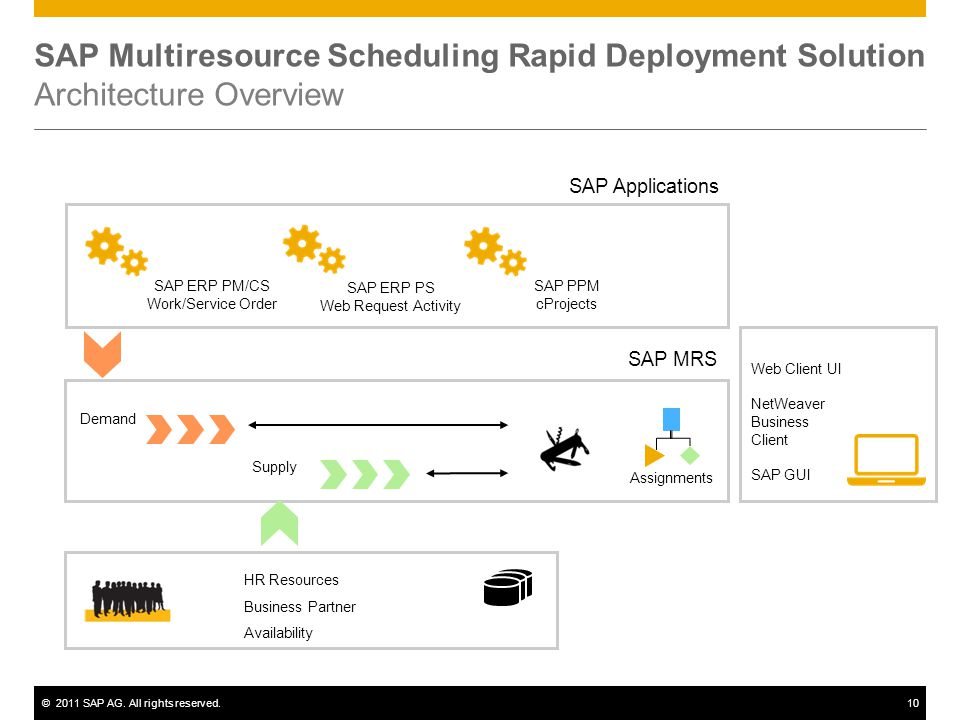 SAP Multiresource Scheduling Rapid Deployment Solution
Architecture Overview
SAP Applications
SAP ERP PM/CS
Work/Service Order
SAP ERP PS
Web Request Activity
SAP PPM
cProjects
SAP MRS
Demand
Supply
Assignments
Web Client UI
NetWeaver
Business
Client
SAP GUI
HR Resources
Business Partner
Availability
© 2011 SAP AG. All rights reserved.
10